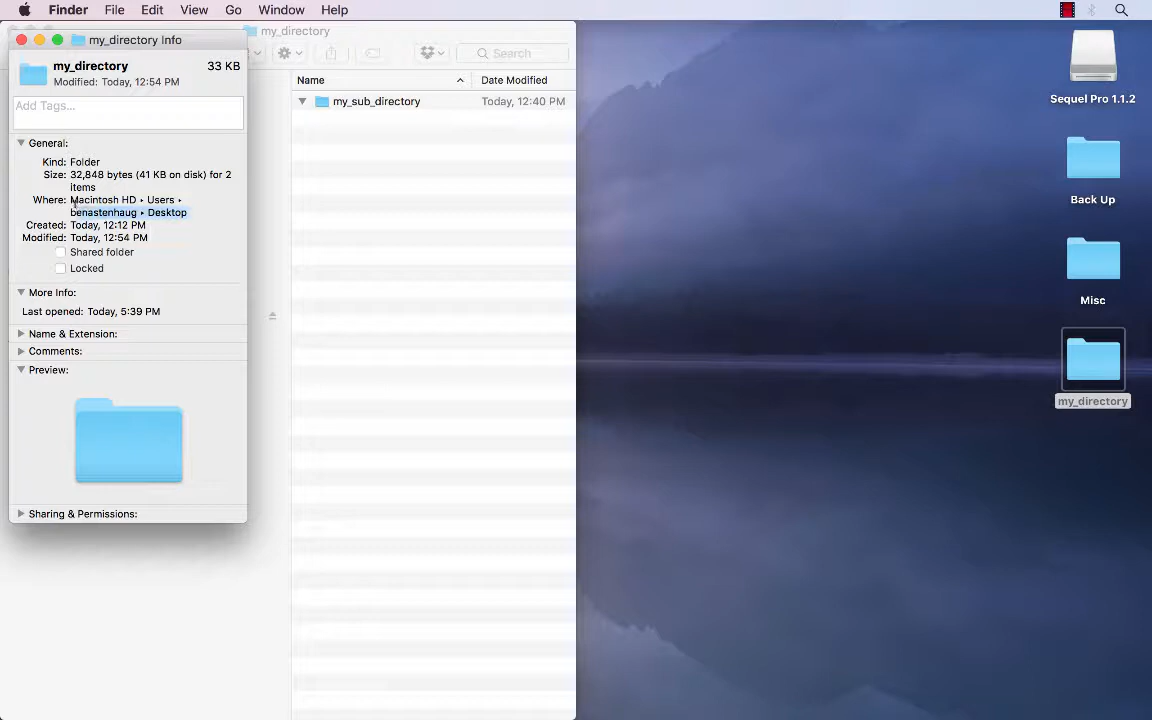 Finder File Edit View Go Window Help
my_directory Info
my_directory 33 KB
Modified: Today, 12:54 PM
Add Tags...
General:
Kind: Folder
Size: 32,848 bytes (41 KB on disk) for 2
items
Where: Macintosh HD ▸ Users ▸
benastenhaug ▸ Desktop
Created: Today, 12:12 PM
Modified: Today, 12:54 PM
Shared folder
Locked
More Info:
Last opened: Today, 5:39 PM
Name & Extension:
Comments:
Preview:
Sharing & Permissions:
my_directory
Search
Name Date Modified
my_sub_directory Today, 12:40 PM
Sequel Pro 1.1.2
Back Up
Misc
my_directory